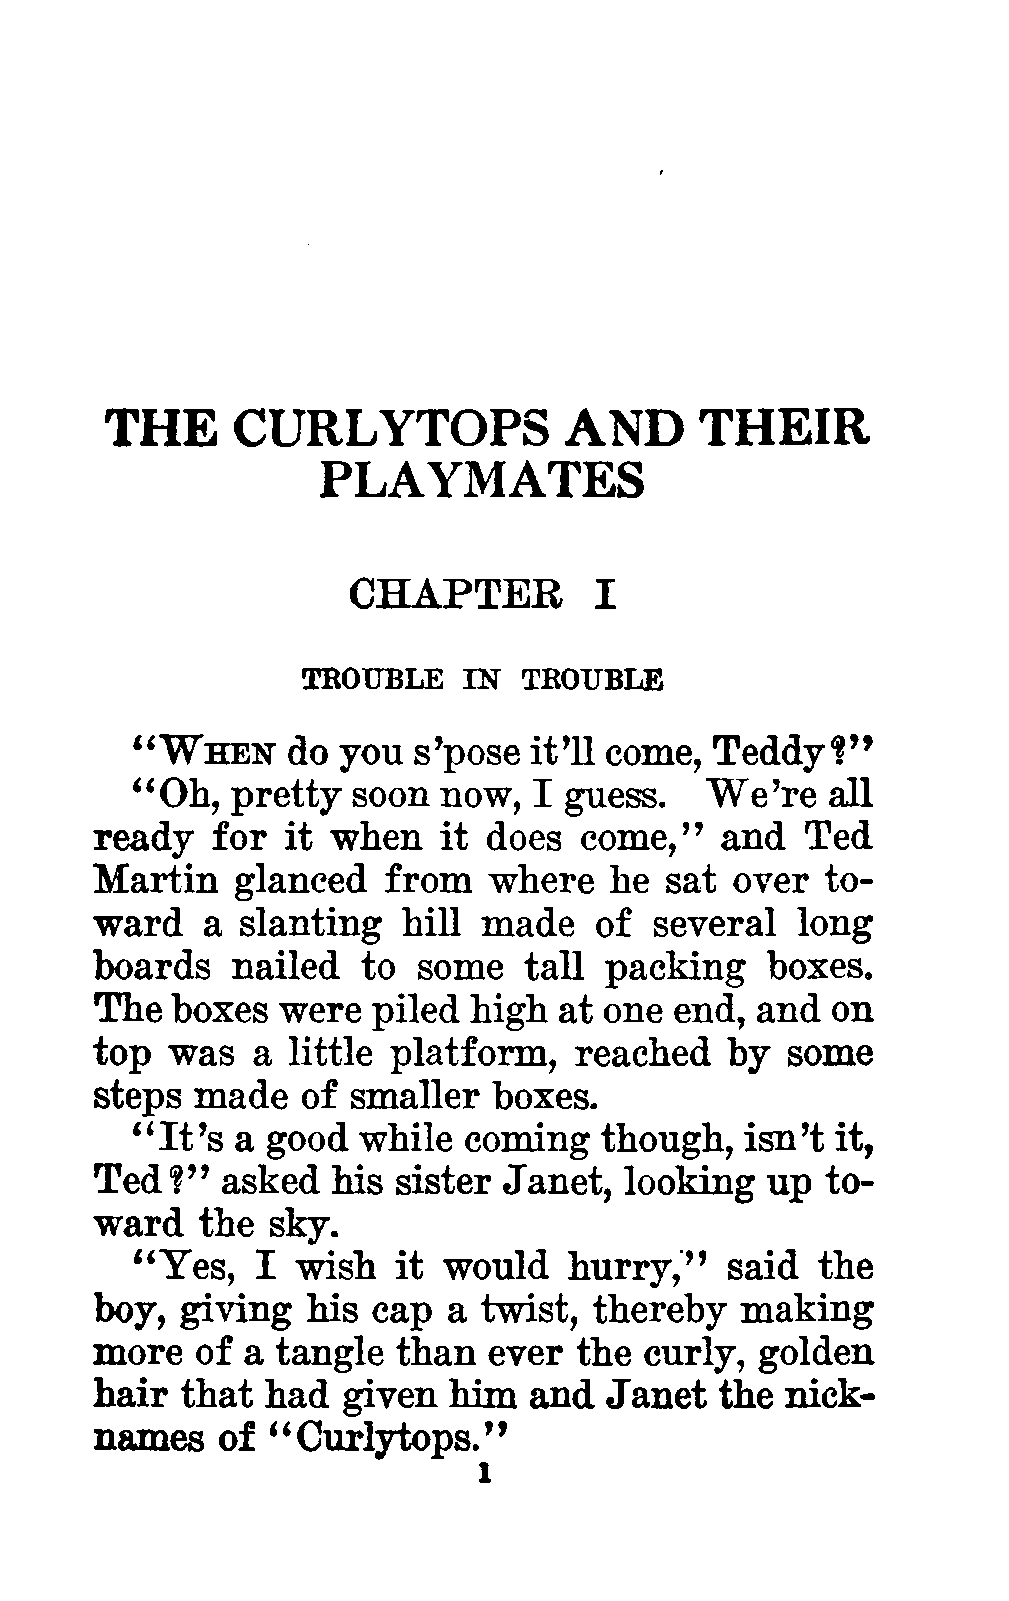 THE CURLYTOPS AND THEIR
PLAYMATES
CHAPTER I
TROUBLE IN TROUBLE
“WHEN do you s’pose it’ll come, Teddy?”
“Oh, pretty soon now, I guess. We’re all
ready for it when it does come,” and Ted
Martin glanced from where he sat over to-
ward a slanting hill made of several long
boards nailed to some tall packing boxes.
The boxes were piled high at one end, and on
top was a little platform, reached by some
steps made of smaller boxes.
“It’s a good while coming though, isn’t it,
Ted?” asked his sister Janet, looking up to-
ward the sky.
“Yes, I wish it would hurry,” said the
boy, giving his cap a twist, thereby making
more of a tangle than ever the curly, golden
hair that had given him and Janet the nick-
names of “Curlytops.”
1